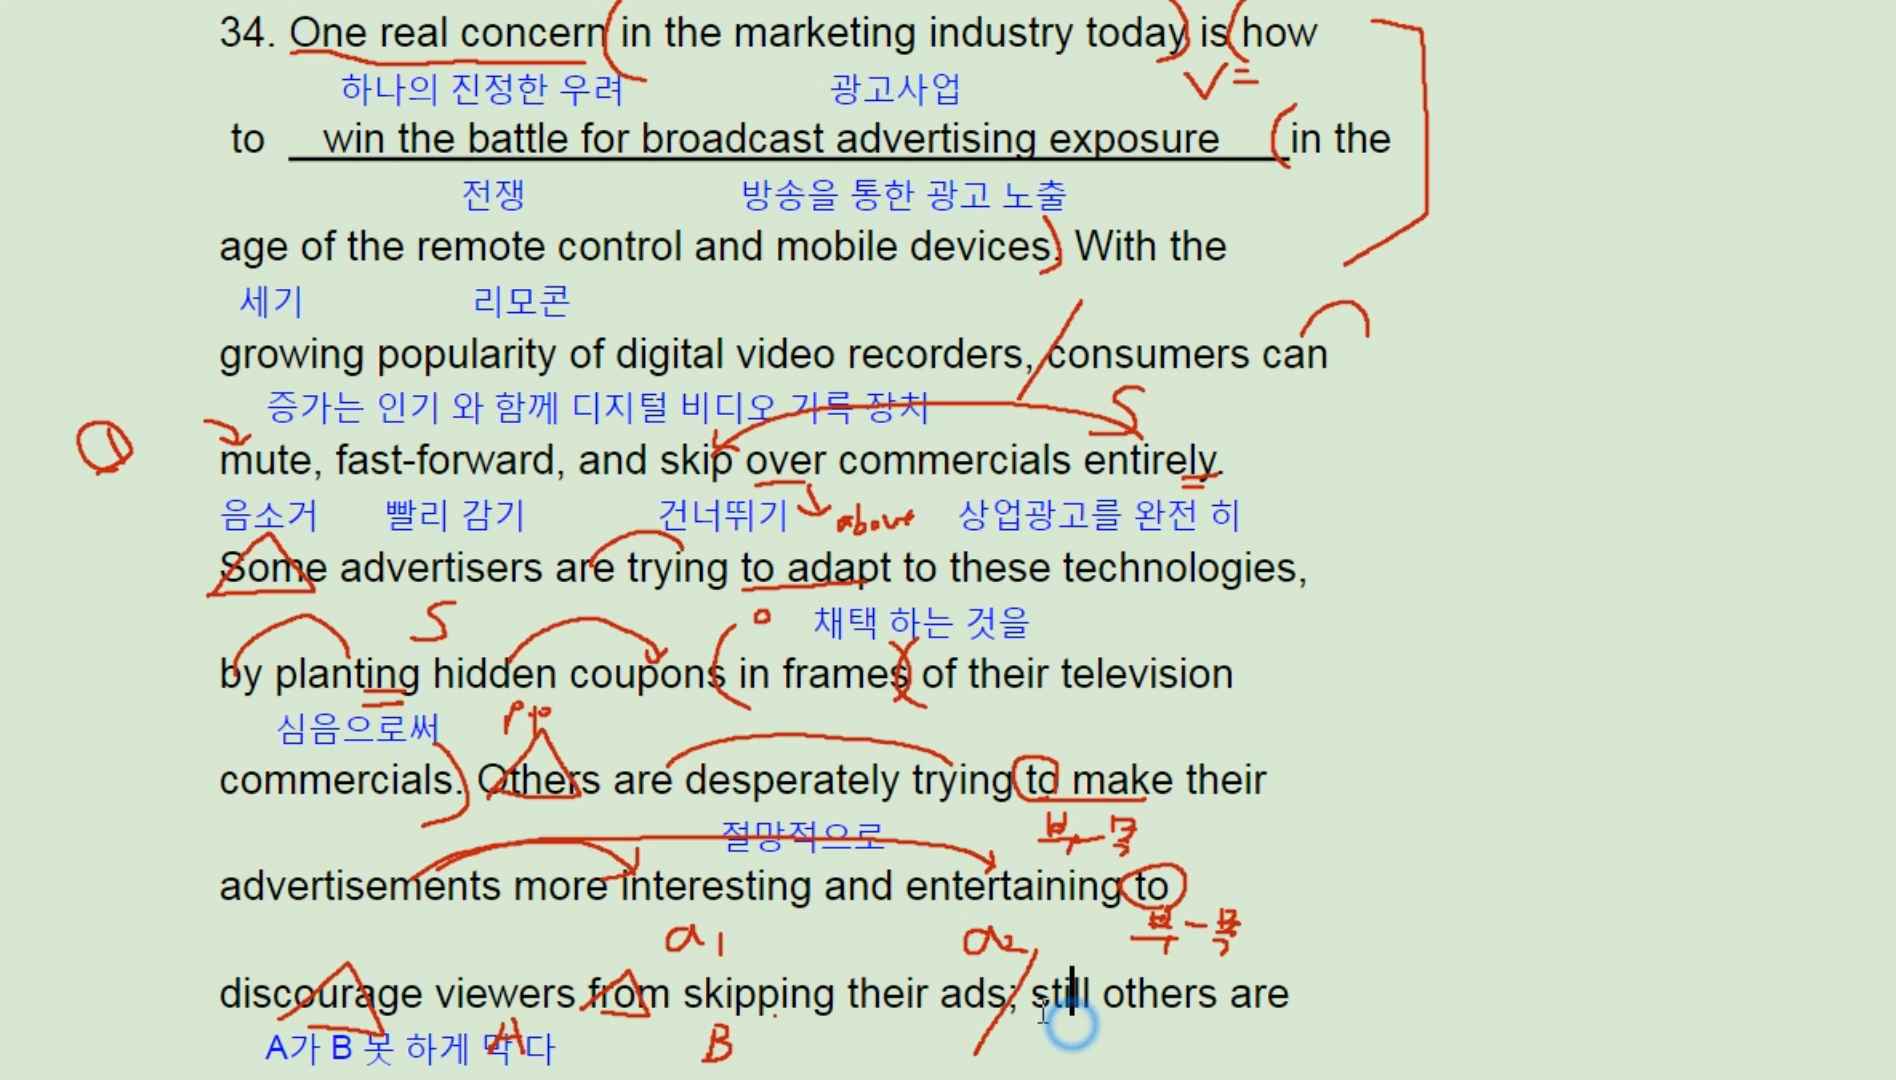 34. One real concern in the marketing industry today is how
하나의 진정한 우려 광고사업
V
to win the battle for broadcast advertising exposure in the
전쟁 방송을 통한 광고 노출
age of the remote control and mobile devices. With the
세기 리모콘
growing popularity of digital video recorders, consumers can
증가는 인기 와 함께 디지털 비디오 기록 장치 S
① mute, fast-forward, and skip over commercials entirely.
음소거 빨리 감기 건너뛰기 above 상업광고를 완전 히
Some advertisers are trying to adapt to these technologies,
S o 채택 하는 것을
by planting hidden coupons in frames of their television
심음으로써
commercials. Others are desperately trying to make their
절망적으로
advertisements more interesting and entertaining to
a1 a2
discourage viewers from skipping their ads; still others are
A가 B 못 하게 막 다 A B